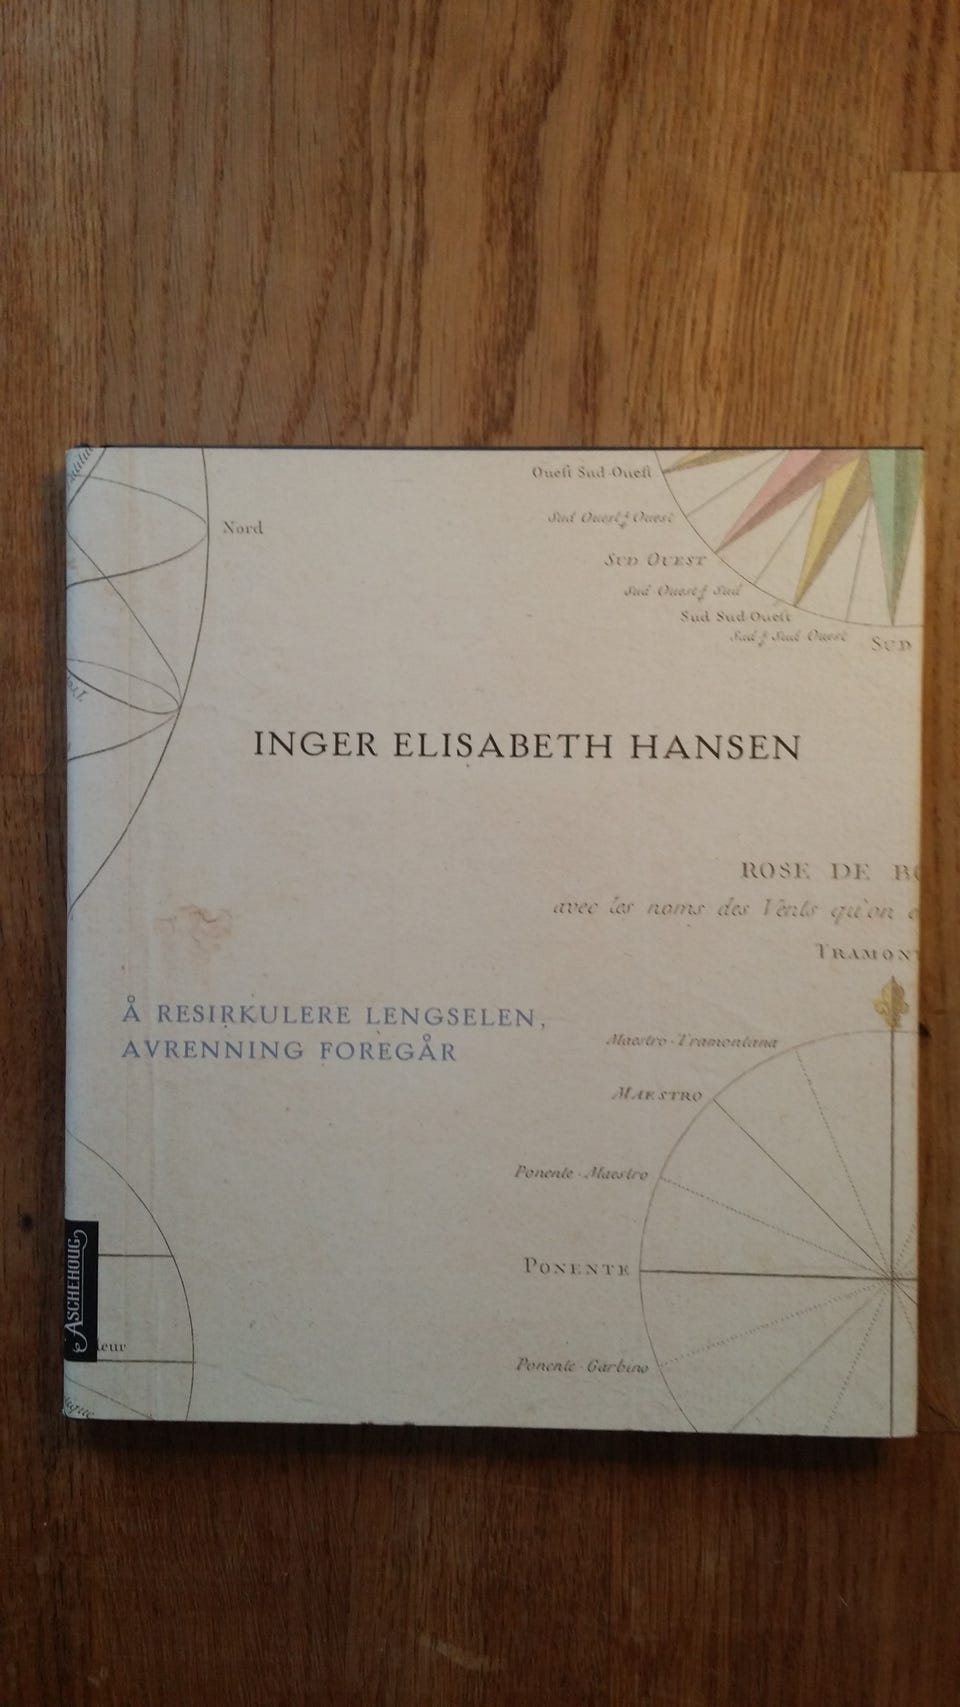 Nord
Oueſt Sud-Oueſt
Sud Ouest ¼ Ouest
SUD OUEST
Sud-Ouest ¼ Sud
Sud Sud-Oueſt
Sud ¼ Sud-Ouest
SUD
INGER ELISABETH HANSEN
ROSE DE
avec les noms des Vents qu'on
TRAMON
Å RESIRKULERE LENGSELEN,
AVRENNING FOREGÅR
Maestro-Tramontana
MAESTRO
Ponente-Maestro
PONENTE
Ponente-Garbino
ASCHEHOUG
leur